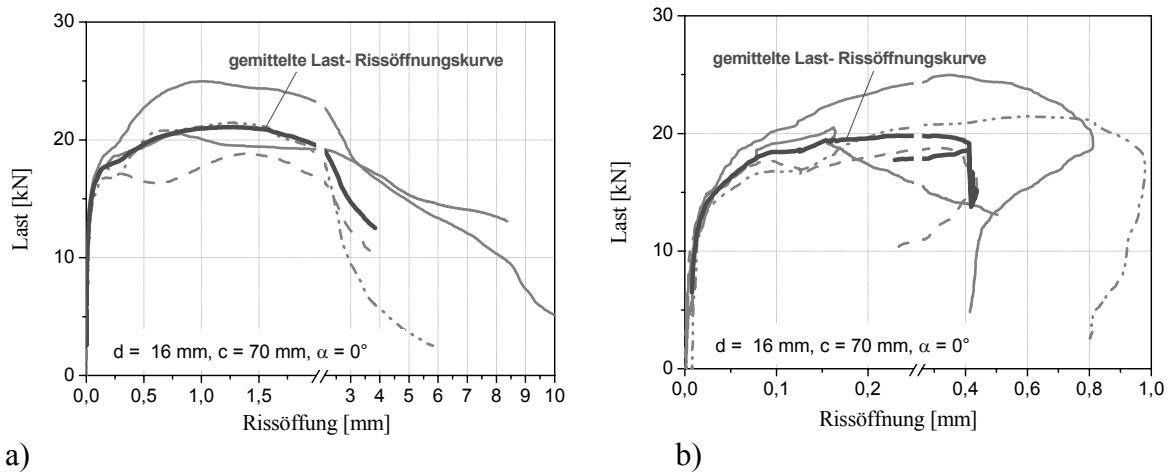 30
20
10
0
Last [kN]
gemittelte Last- Rissöffnungskurve
d = 16 mm, c = 70 mm, α = 0°
0,0 0,5 1,0 1,5 3 4 5 6 7 8 9 10
Rissöffung [mm]
a)
30
20
10
0
Last [kN]
gemittelte Last- Rissöffnungskurve
d = 16 mm, c = 70 mm, α = 0°
0,0 0,1 0,2 0,4 0,6 0,8 1,0
Rissöffnung [mm]
b)